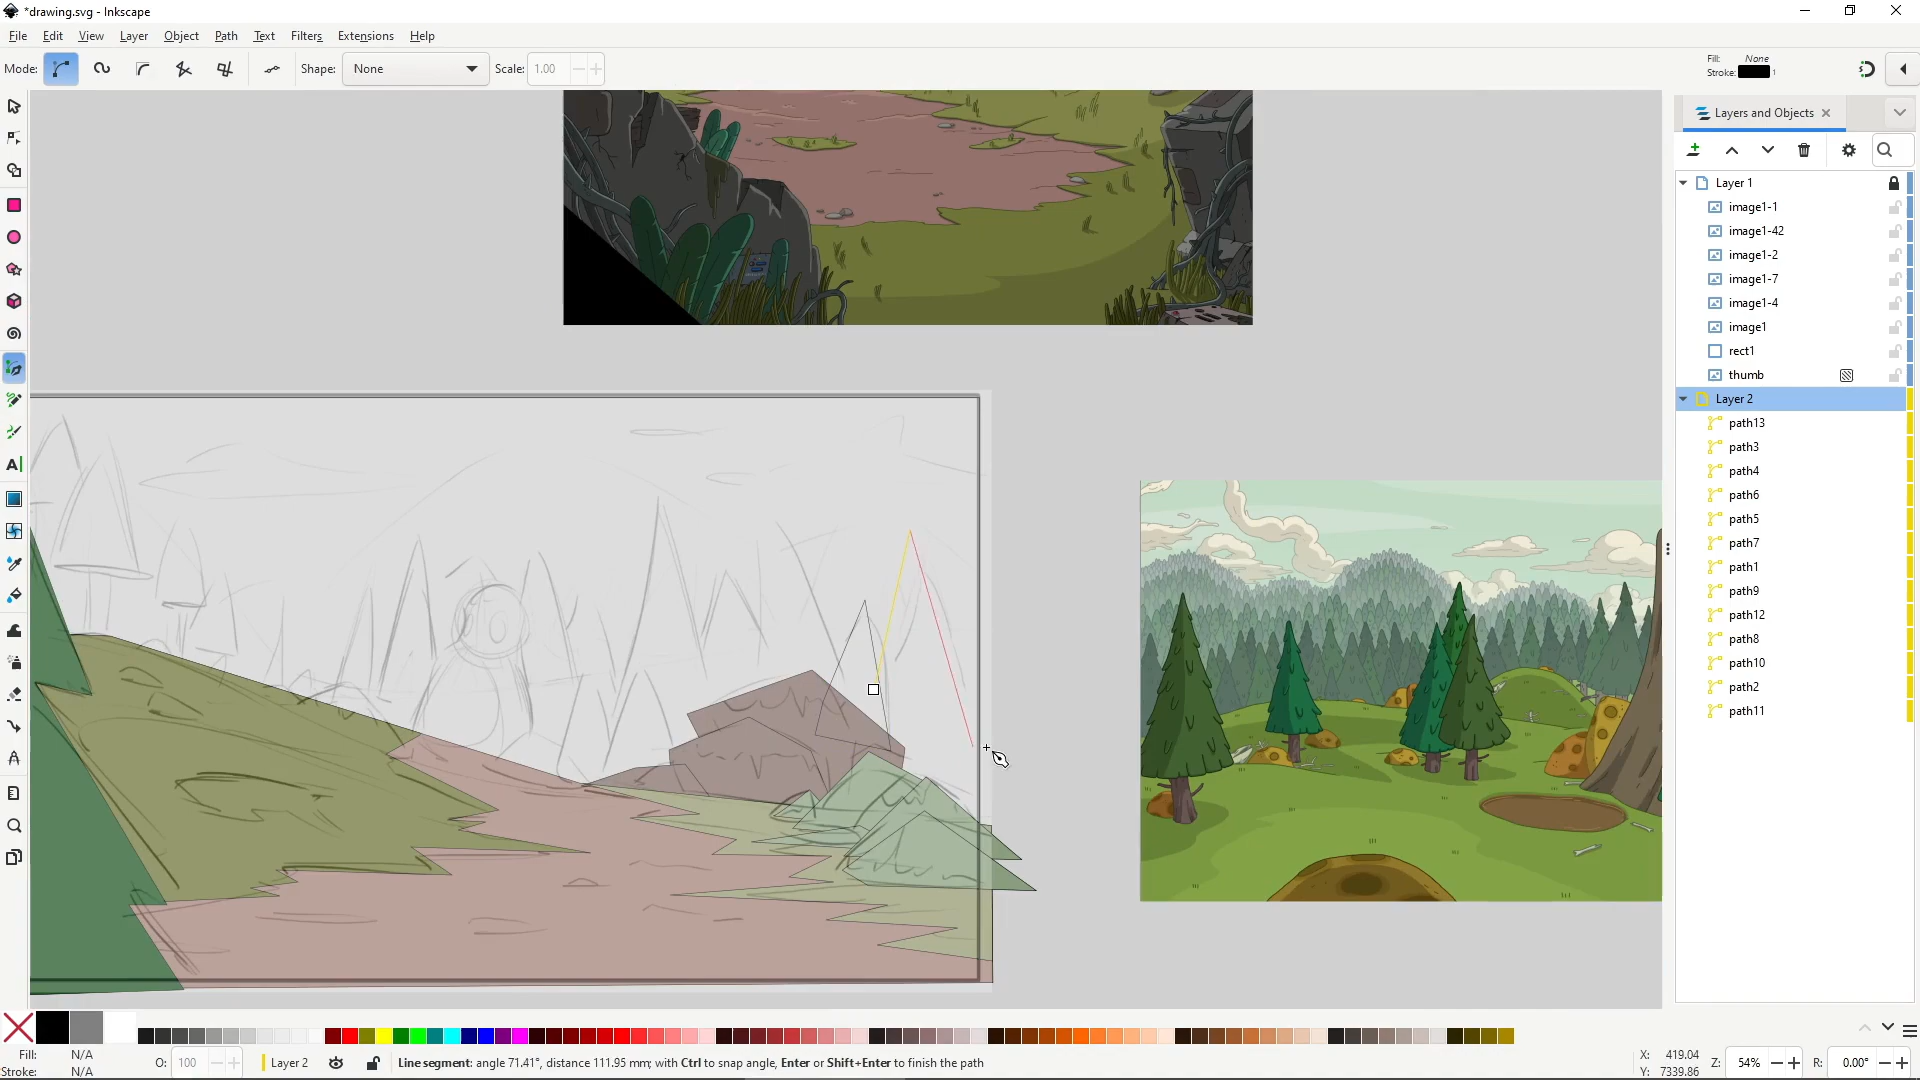 *drawing.svg - Inkscape
File Edit View Layer Object Path Text Filters Extensions Help
Mode: Shape: None Scale: 1.00
Fill: None
Stroke: 1
Layers and Objects
Layer 1
image1-1
image1-42
image1-2
image1-7
image1-4
image1
rect1
thumb
Layer 2
path13
path3
path4
path6
path5
path7
path1
path9
path12
path8
path10
path2
path11
Fill: N/A
Stroke: N/A
O: 100
Layer 2
Line segment: angle 71.41°, distance 111.95 mm; with Ctrl to snap angle, Enter or Shift+Enter to finish the path
X: 419.04
Y: 7339.86
Z: 54%
R: 0.00°